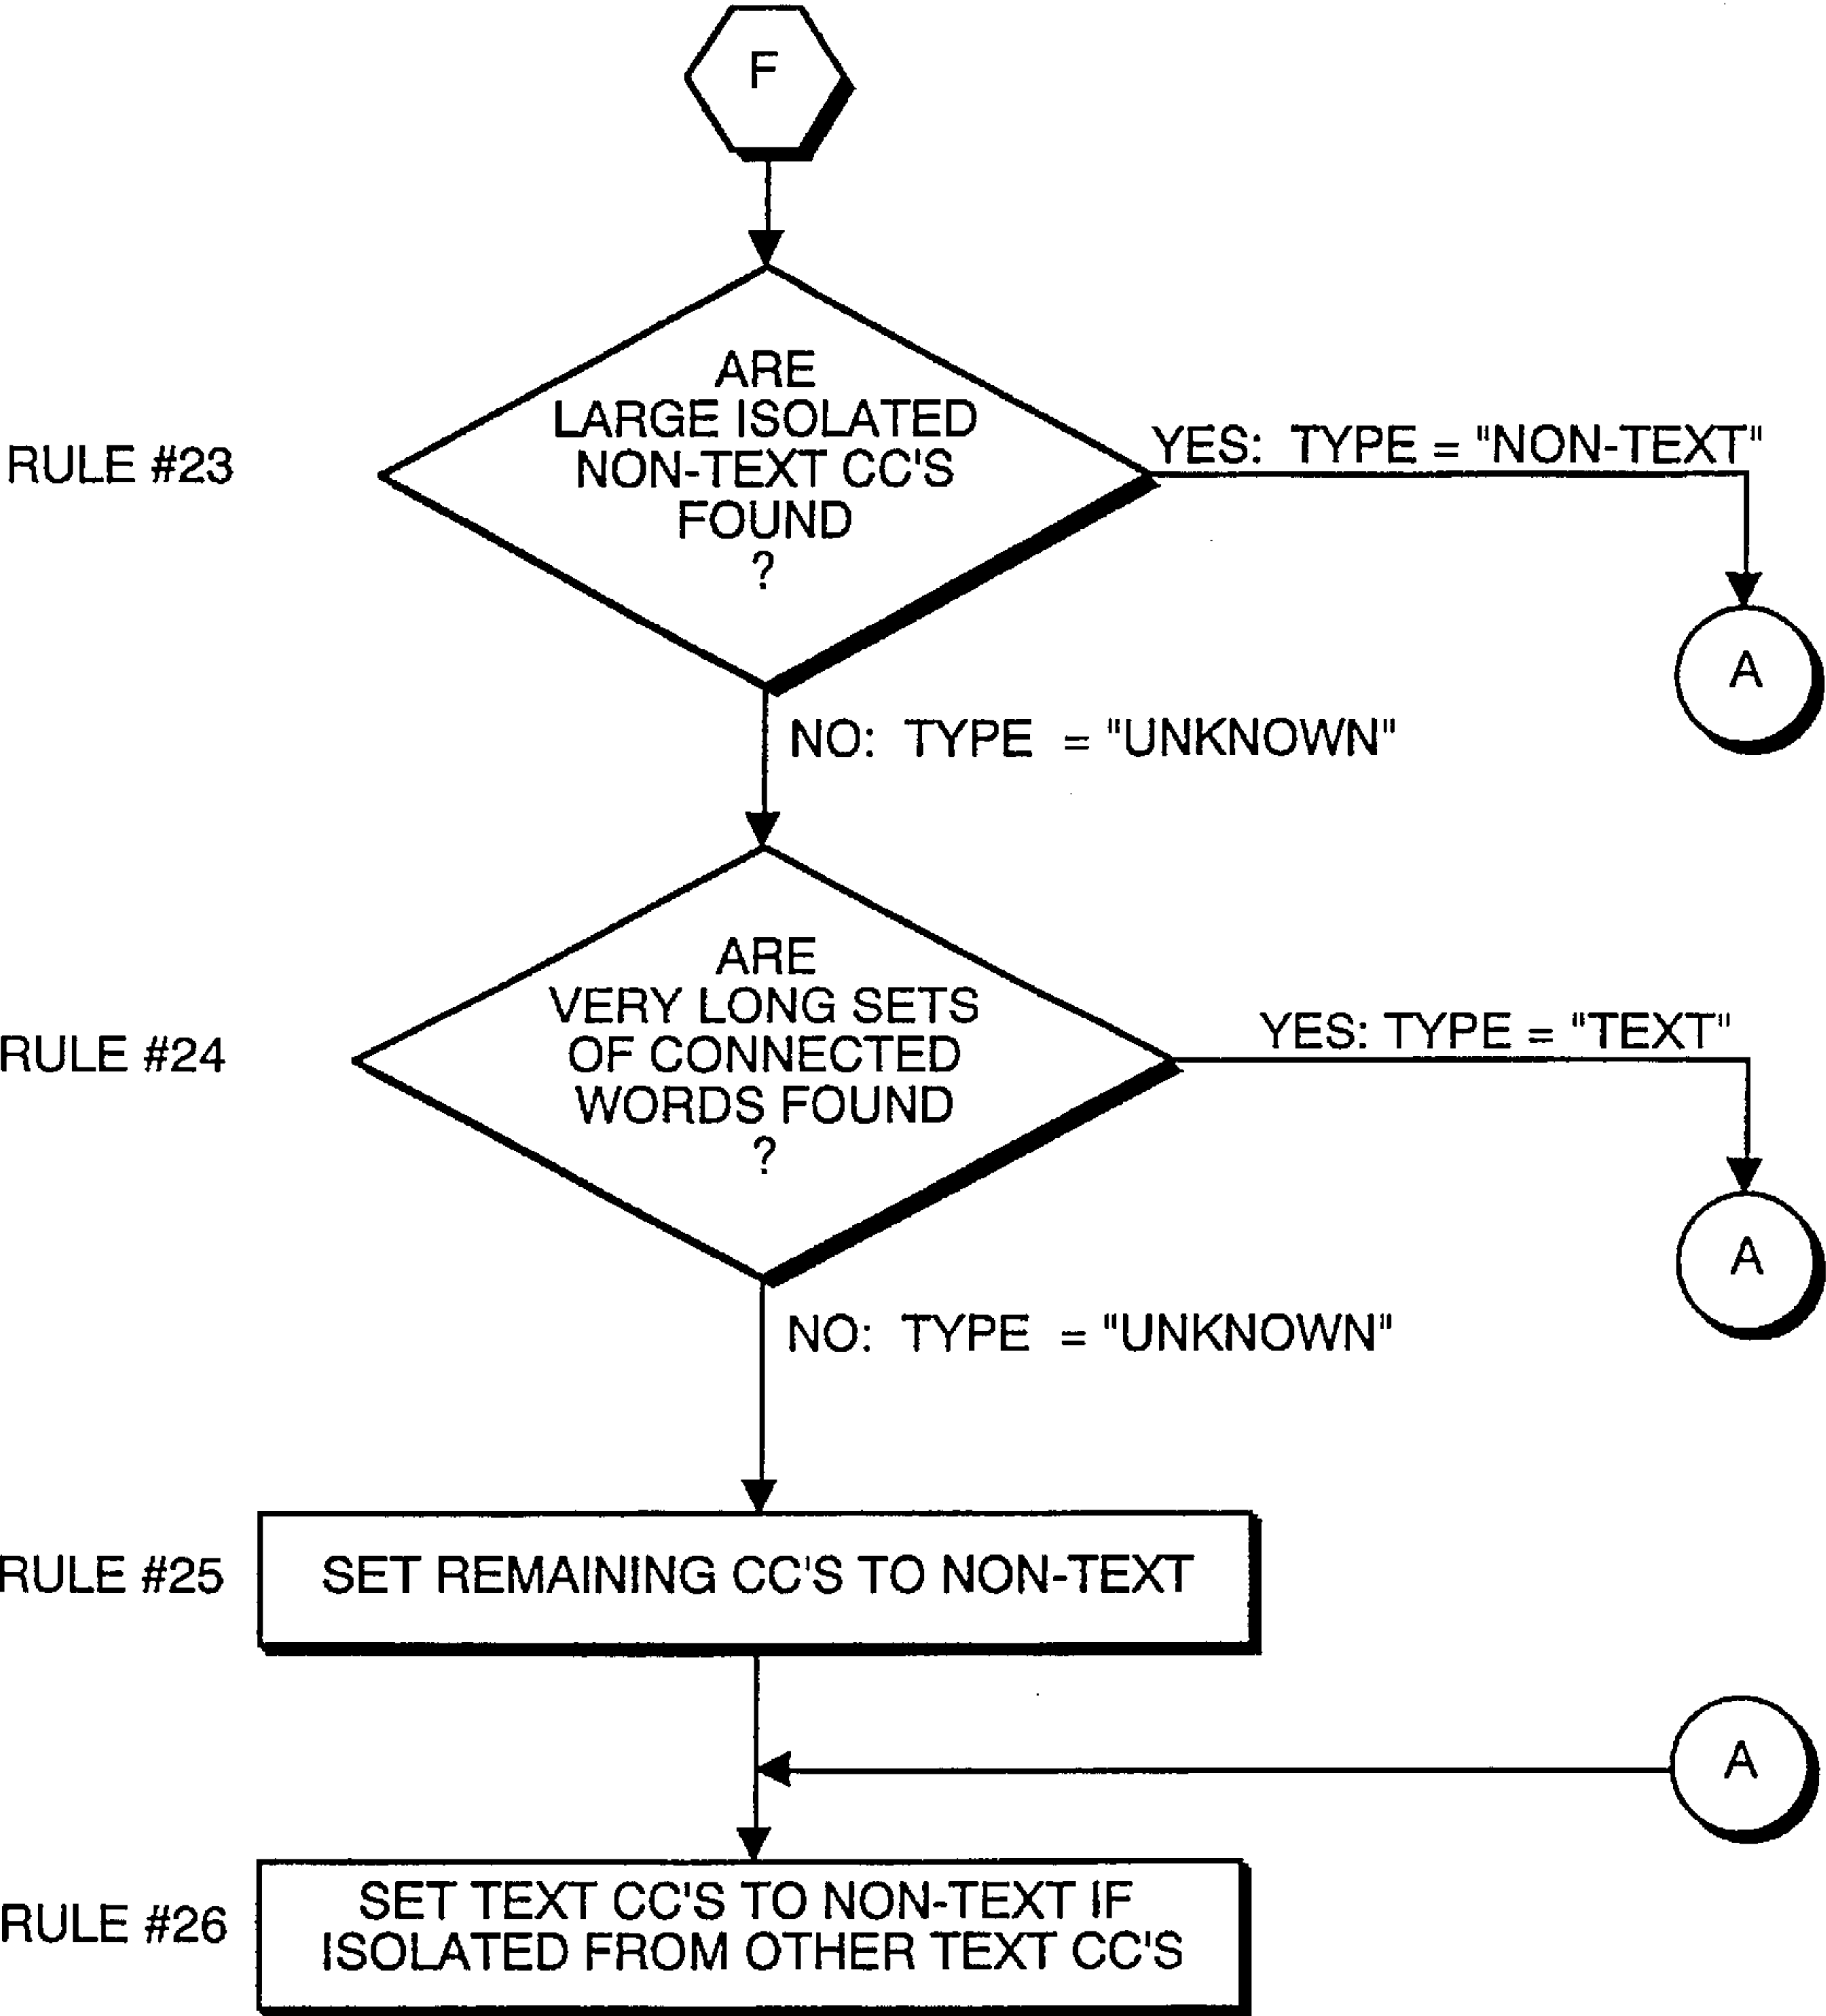 F
ARE
LARGE ISOLATED
NON-TEXT CC'S
FOUND
?
RULE #23
YES: TYPE = "NON-TEXT"
A
NO: TYPE = "UNKNOWN"
ARE
VERY LONG SETS
OF CONNECTED
WORDS FOUND
?
RULE #24
YES: TYPE = "TEXT"
A
NO: TYPE = "UNKNOWN"
RULE #25
SET REMAINING CC'S TO NON-TEXT
A
RULE #26
SET TEXT CC'S TO NON-TEXT IF
ISOLATED FROM OTHER TEXT CC'S